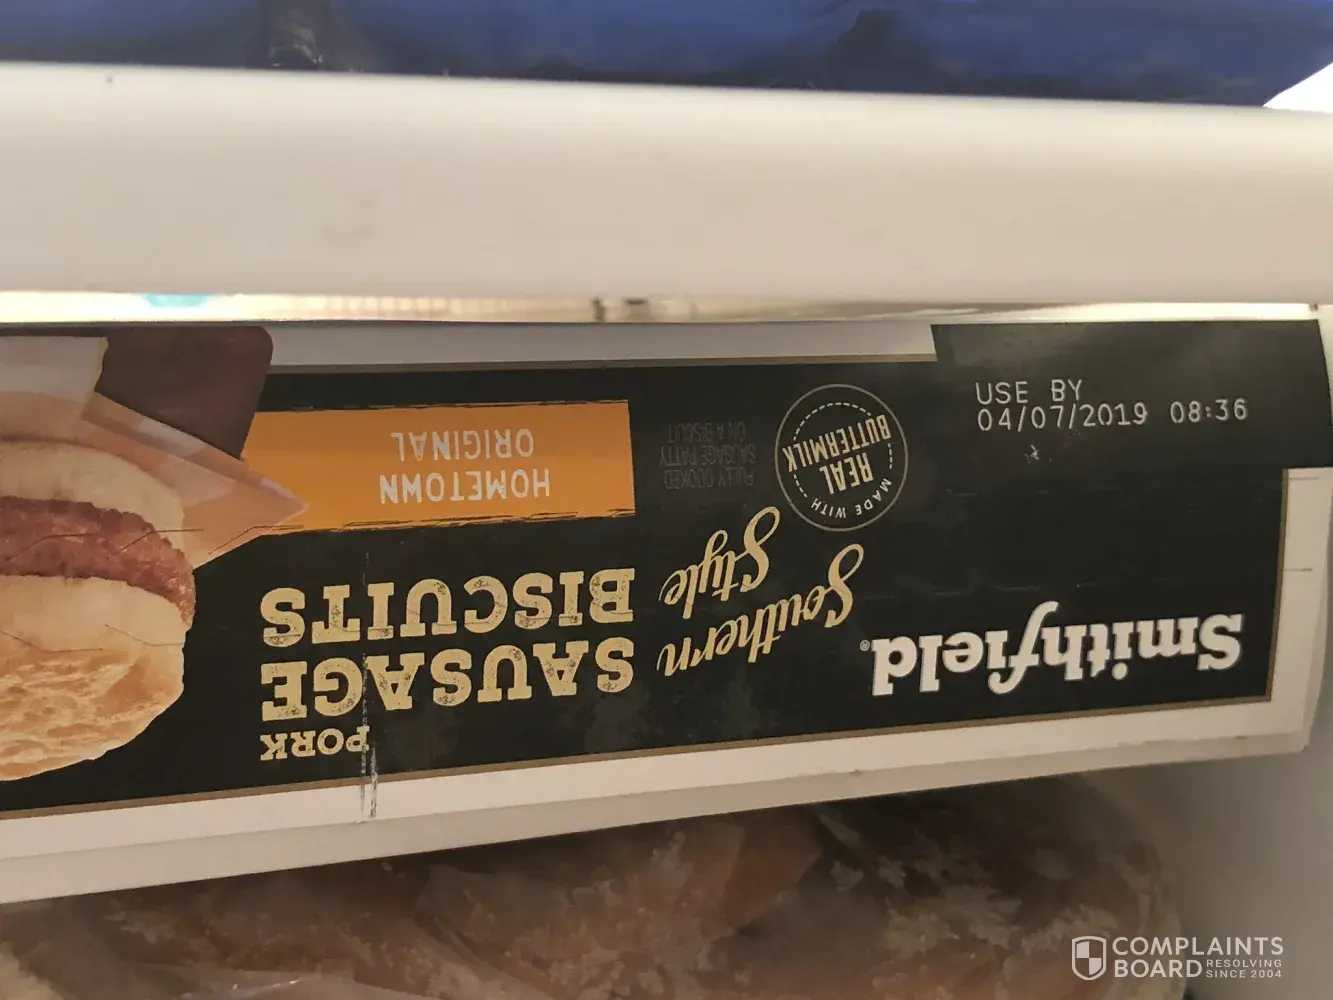 USE BY
04/07/2019 08:36
Smithfield®
Southern
Style
MADE WITH
REAL
BUTTERMILK
FULLY COOKED
SAUSAGE PATTY
ON A BISCUIT
PORK
SAUSAGE
BISCUITS
HOMETOWN
ORIGINAL
COMPLAINTS
BOARD RESOLVING
SINCE 2004